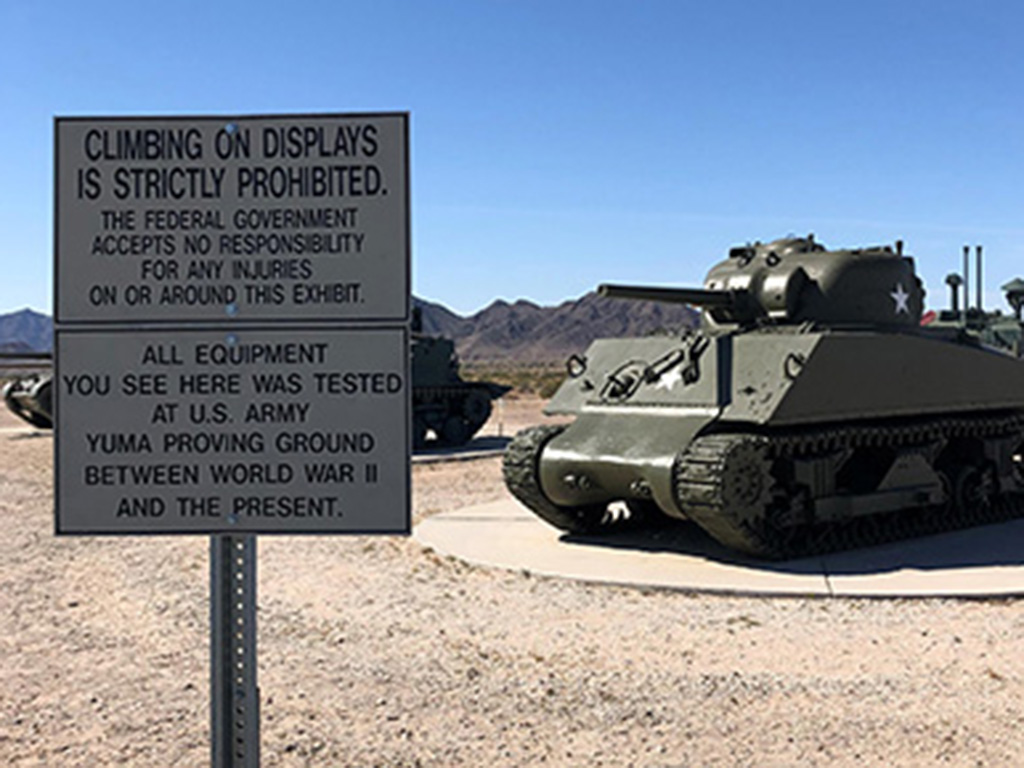 CLIMBING ON DISPLAYS
IS STRICTLY PROHIBITED.
THE FEDERAL GOVERNMENT
ACCEPTS NO RESPONSIBILITY
FOR ANY INJURIES
ON OR AROUND THIS EXHIBIT.
ALL EQUIPMENT
YOU SEE HERE WAS TESTED
AT U.S. ARMY
YUMA PROVING GROUND
BETWEEN WORLD WAR II
AND THE PRESENT.